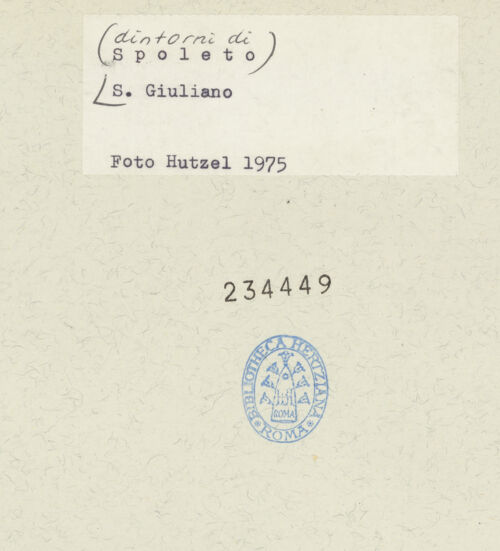 (dintorni di
Spoleto)
S. Giuliano
Foto Hutzel 1975
234449
BIBLIOTHECA HERTZIANA
ROMA
ROMA